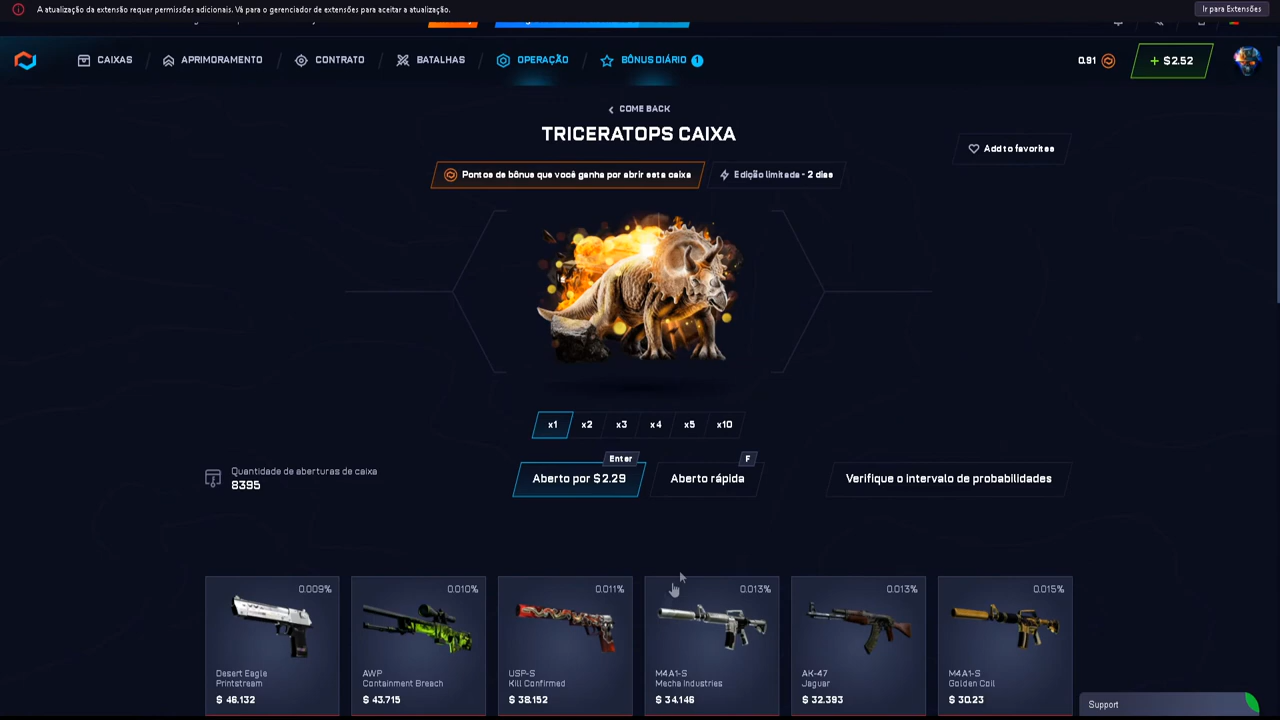 A atualização da extensão requer permissões adicionais. Vá para o gerenciador de extensões para aceitar a atualização.
Ir para Extensões
CAIXAS
APRIMORAMENTO
CONTRATO
BATALHAS
OPERAÇÃO
BÔNUS DIÁRIO 1
0.91
+ $2.52
COME BACK
TRICERATOPS CAIXA
Add to favorites
Pontos de bônus que você ganha por abrir esta caixa
Edição limitada - 2 dias
x1 x2 x3 x4 x5 x10
Quantidade de aberturas de caixa
8395
Enter
F
Aberto por $2.29
Aberto rápida
Verifique o intervalo de probabilidades
0.009%
Desert Eagle
Printstream
$ 46.132
0.010%
AWP
Containment Breach
$ 43.715
0.011%
USP-S
Kill Confirmed
$ 38.152
0.013%
M4A1-S
Mecha Industries
$ 34.146
0.013%
AK-47
Jaguar
$ 32.393
0.015%
M4A1-S
Golden Coil
$ 30.23
Support